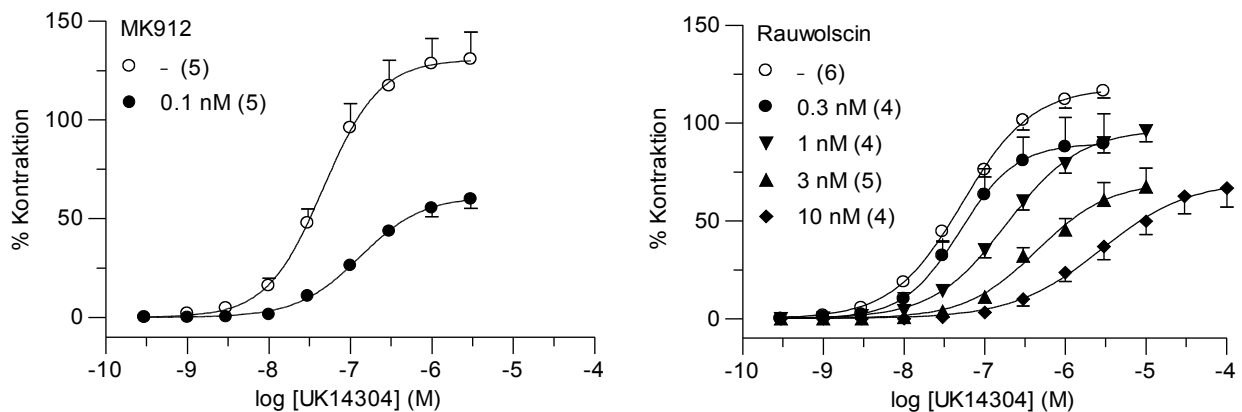 150
100
50
0
% Kontraktion
MK912
- (5)
0.1 nM (5)
-10 -9 -8 -7 -6 -5 -4
log [UK14304] (M)
150
100
50
0
% Kontraktion
Rauwolscin
- (6)
0.3 nM (4)
1 nM (4)
3 nM (5)
10 nM (4)
-10 -9 -8 -7 -6 -5 -4
log [UK14304] (M)